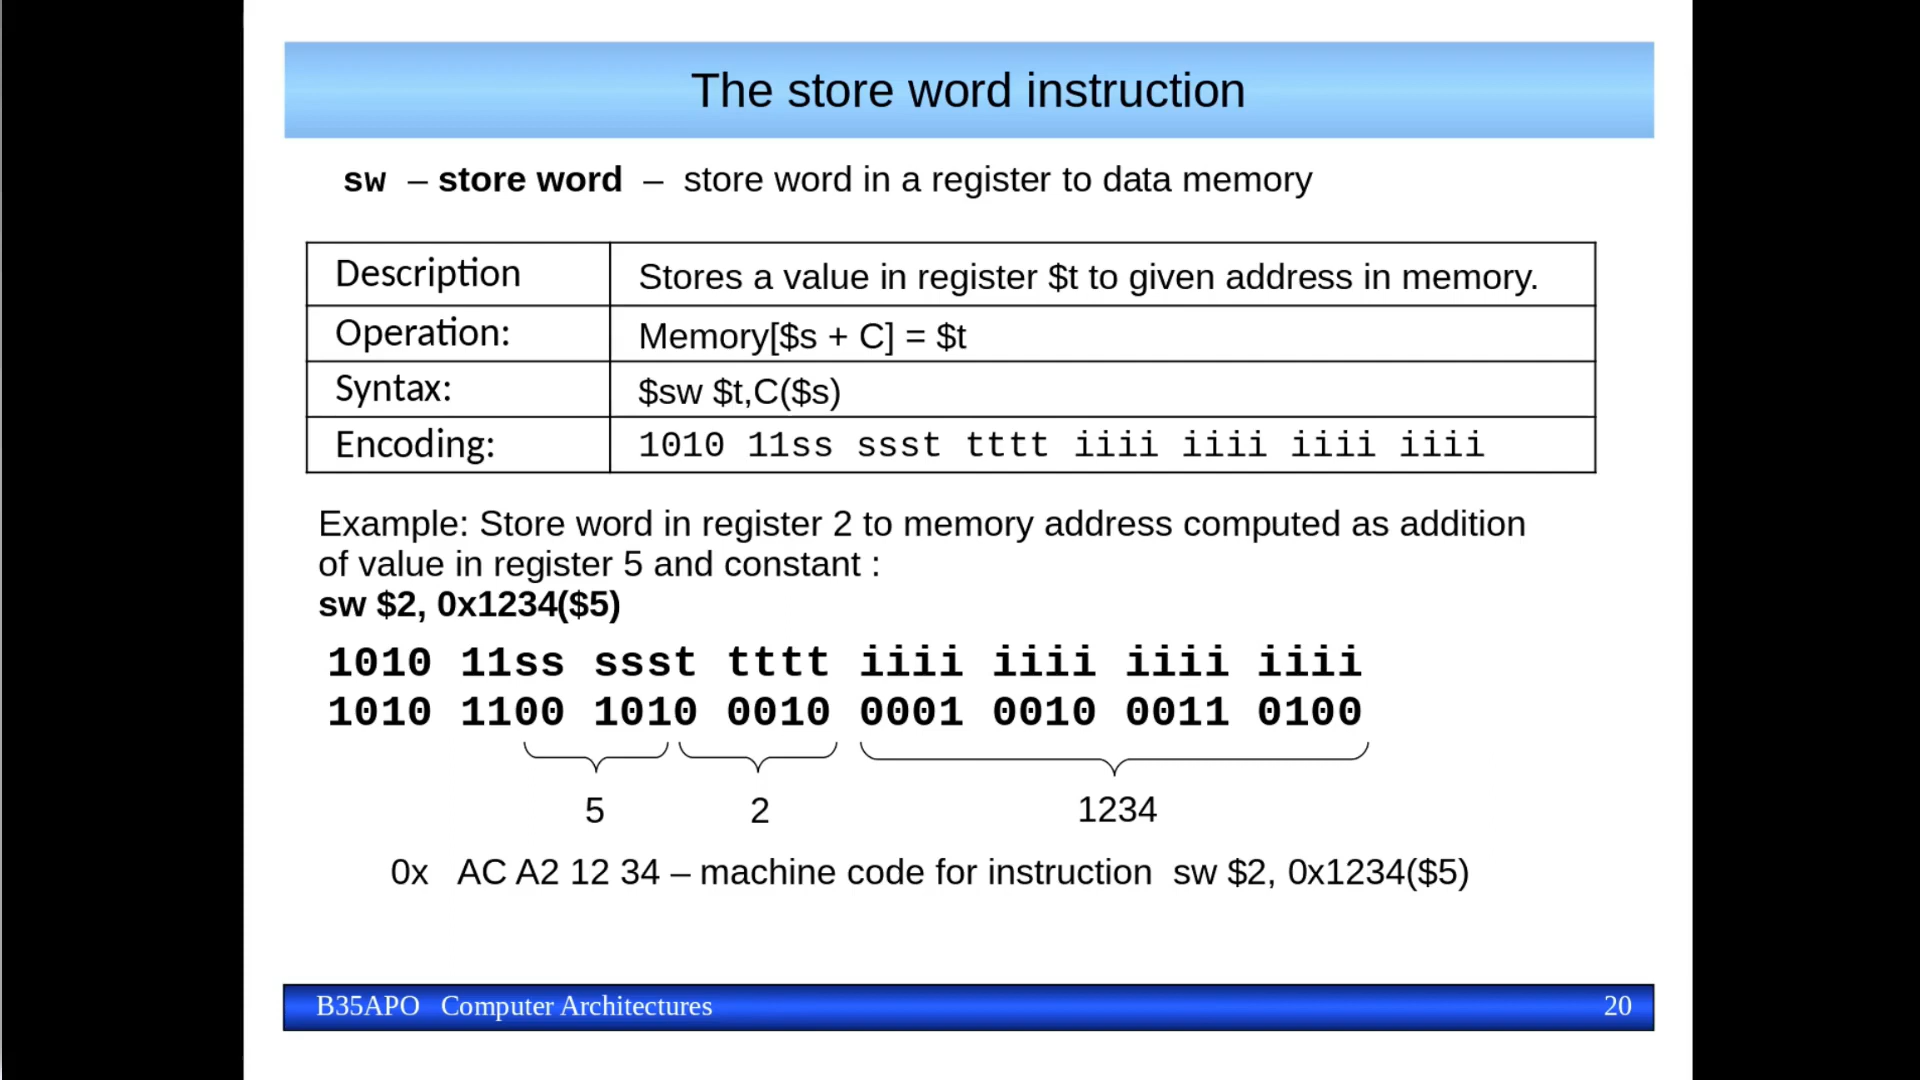 The store word instruction
sw – store word – store word in a register to data memory
Description Stores a value in register $t to given address in memory.
Operation: Memory[$s + C] = $t
Syntax: $sw $t,C($s)
Encoding: 1010 11ss ssst tttt iiii iiii iiii iiii
Example: Store word in register 2 to memory address computed as addition
of value in register 5 and constant :
sw $2, 0x1234($5)
1010 11ss ssst tttt iiii iiii iiii iiii
1010 1100 1010 0010 0001 0010 0011 0100
5 2 1234
0x AC A2 12 34 – machine code for instruction sw $2, 0x1234($5)
B35APO Computer Architectures 20